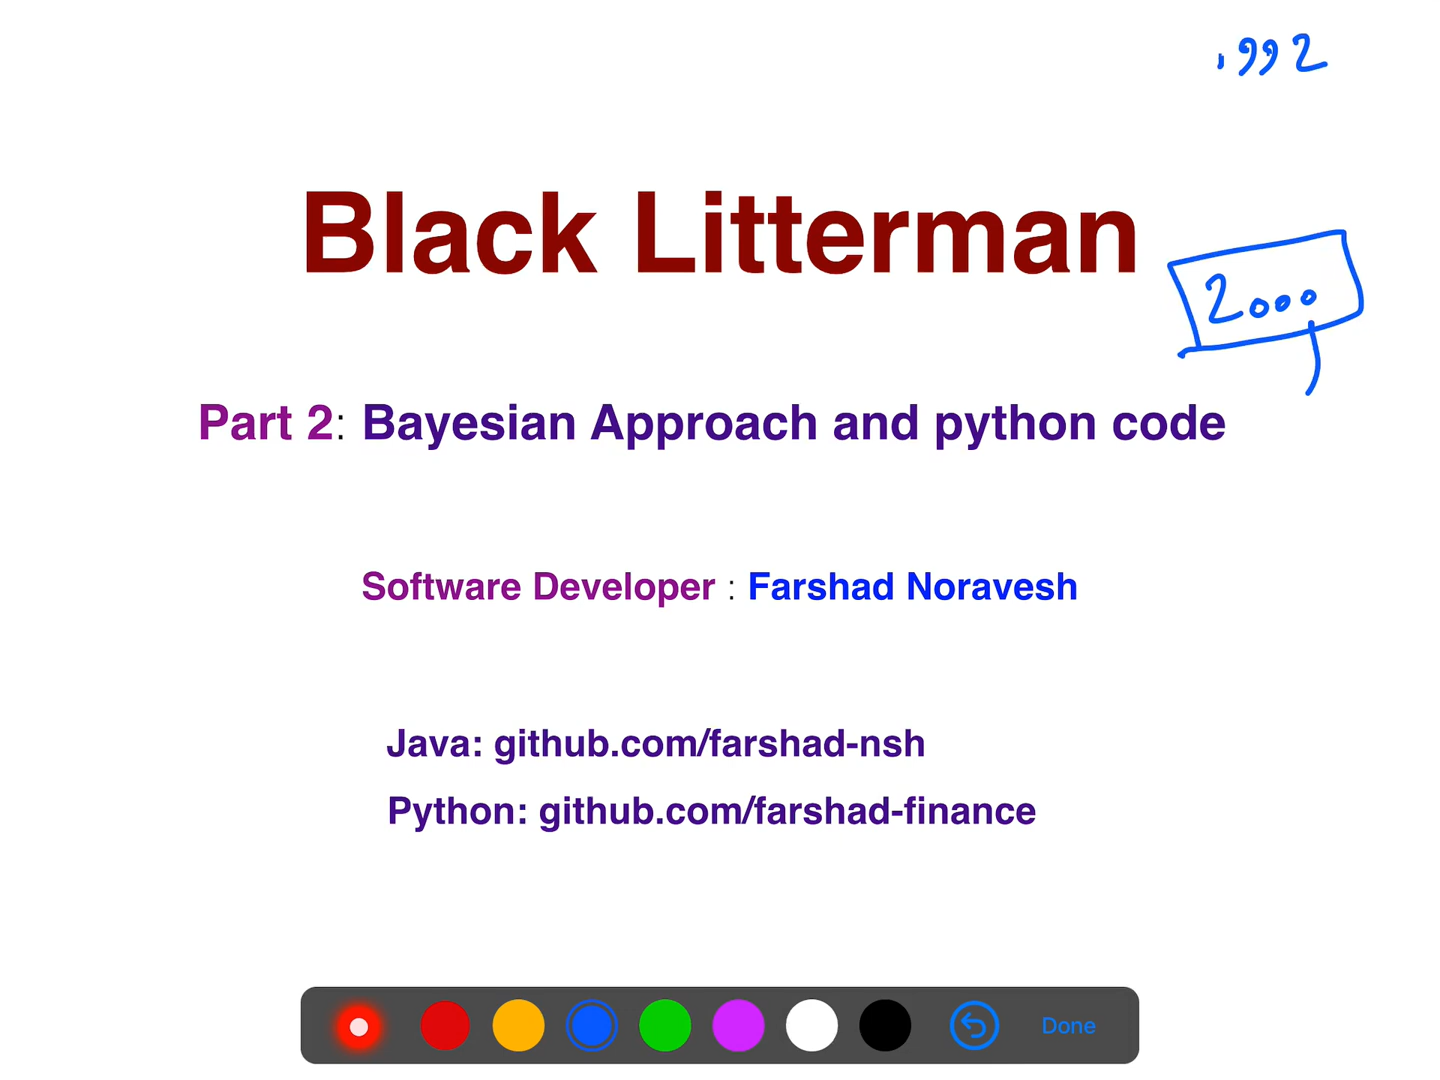 1992
Black Litterman
2000
Part 2: Bayesian Approach and python code
Software Developer : Farshad Noravesh
Java: github.com/farshad-nsh
Python: github.com/farshad-finance
Done